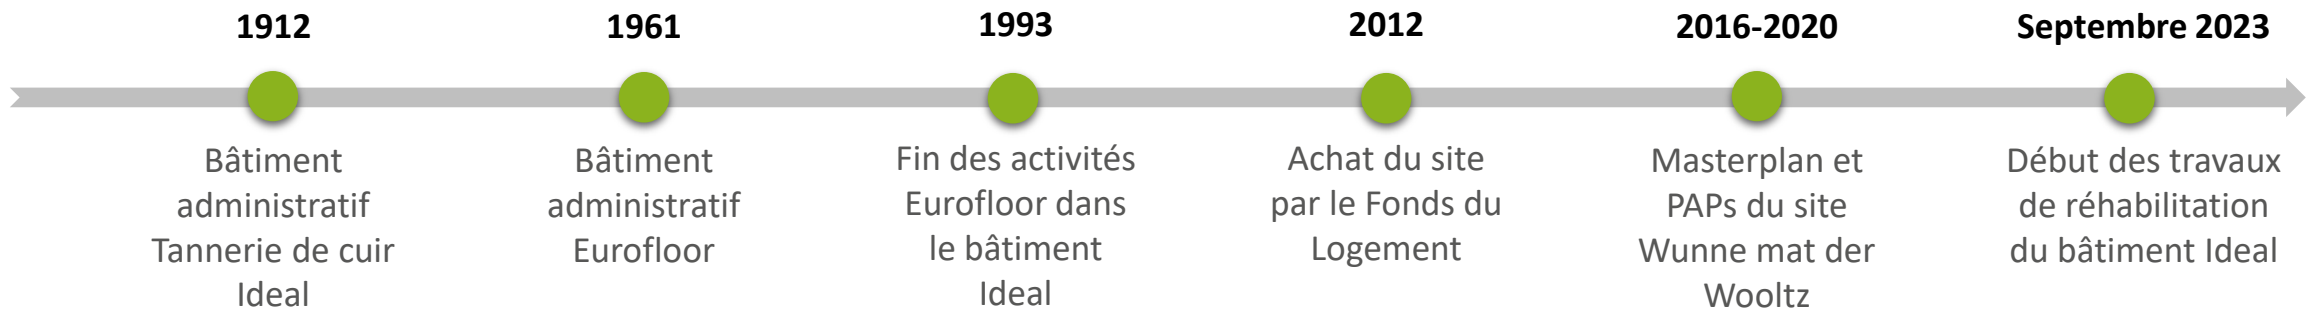 1912
Bâtiment
administratif
Tannerie de cuir
Ideal
1961
Bâtiment
administratif
Eurofloor
1993
Fin des activités
Eurofloor dans
le bâtiment
Ideal
2012
Achat du site
par le Fonds du
Logement
2016-2020
Masterplan et
PAPs du site
Wunne mat der
Wooltz
Septembre 2023
Début des travaux
de réhabilitation
du bâtiment Ideal